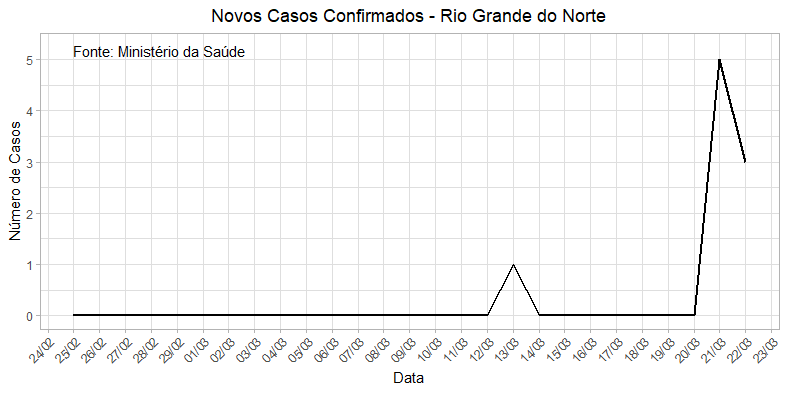 Novos Casos Confirmados - Rio Grande do Norte
Fonte: Ministério da Saúde
Número de Casos
5
4
3
2
1
0
24/02 25/02 26/02 27/02 28/02 29/02 01/03 03/03 04/03 05/03 06/03 07/03 08/03 09/03 10/03 11/03 12/03 13/03 14/03 15/03 16/03 17/03 18/03 19/03 20/03 21/03 22/03 23/03
Data